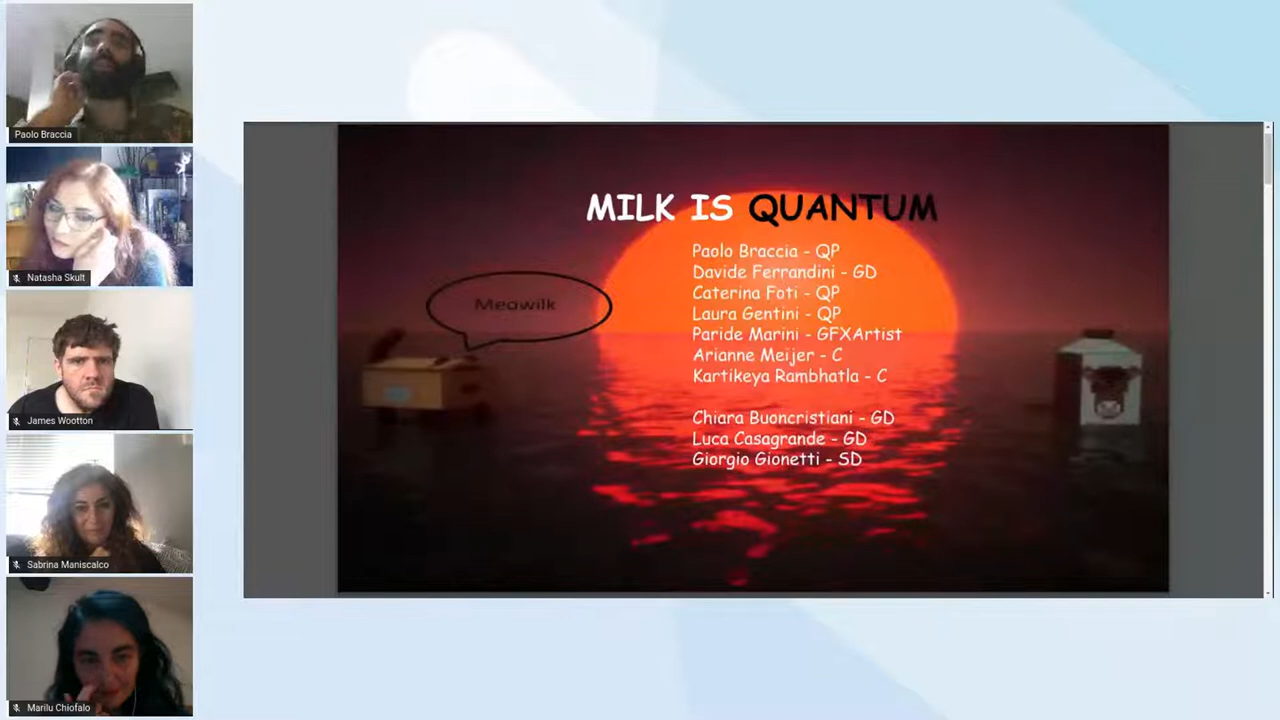 Paolo Braccia
Natasha Skult
James Wootton
Sabrina Maniscalco
Marilu Chiofalo
MILK IS QUANTUM
Paolo Braccia - QP
Davide Ferrandini - GD
Caterina Foti - QP
Laura Gentini - QP
Paride Marini - GFXArtist
Arianne Meijer - C
Kartikeya Rambhatla - C
Chiara Buoncristiani - GD
Luca Casagrande - GD
Giorgio Gionetti - SD
Meowilk